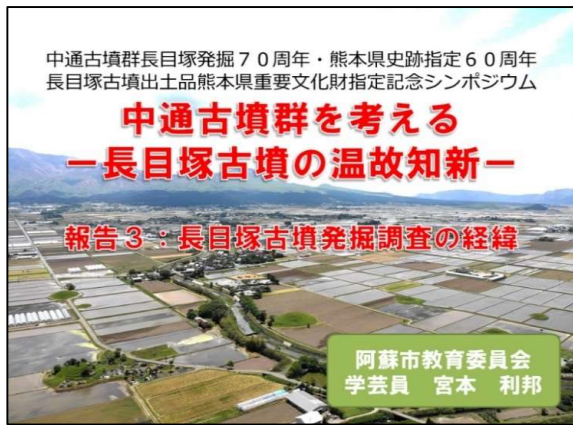 中通古墳群長目塚発掘７０周年・熊本県史跡指定６０周年
長目塚古墳出土品熊本県重要文化財指定記念シンポジウム
中通古墳群を考える
ー長目塚古墳の温故知新ー
報告３：長目塚古墳発掘調査の経緯
阿蘇市教育委員会
学芸員　宮本　利邦